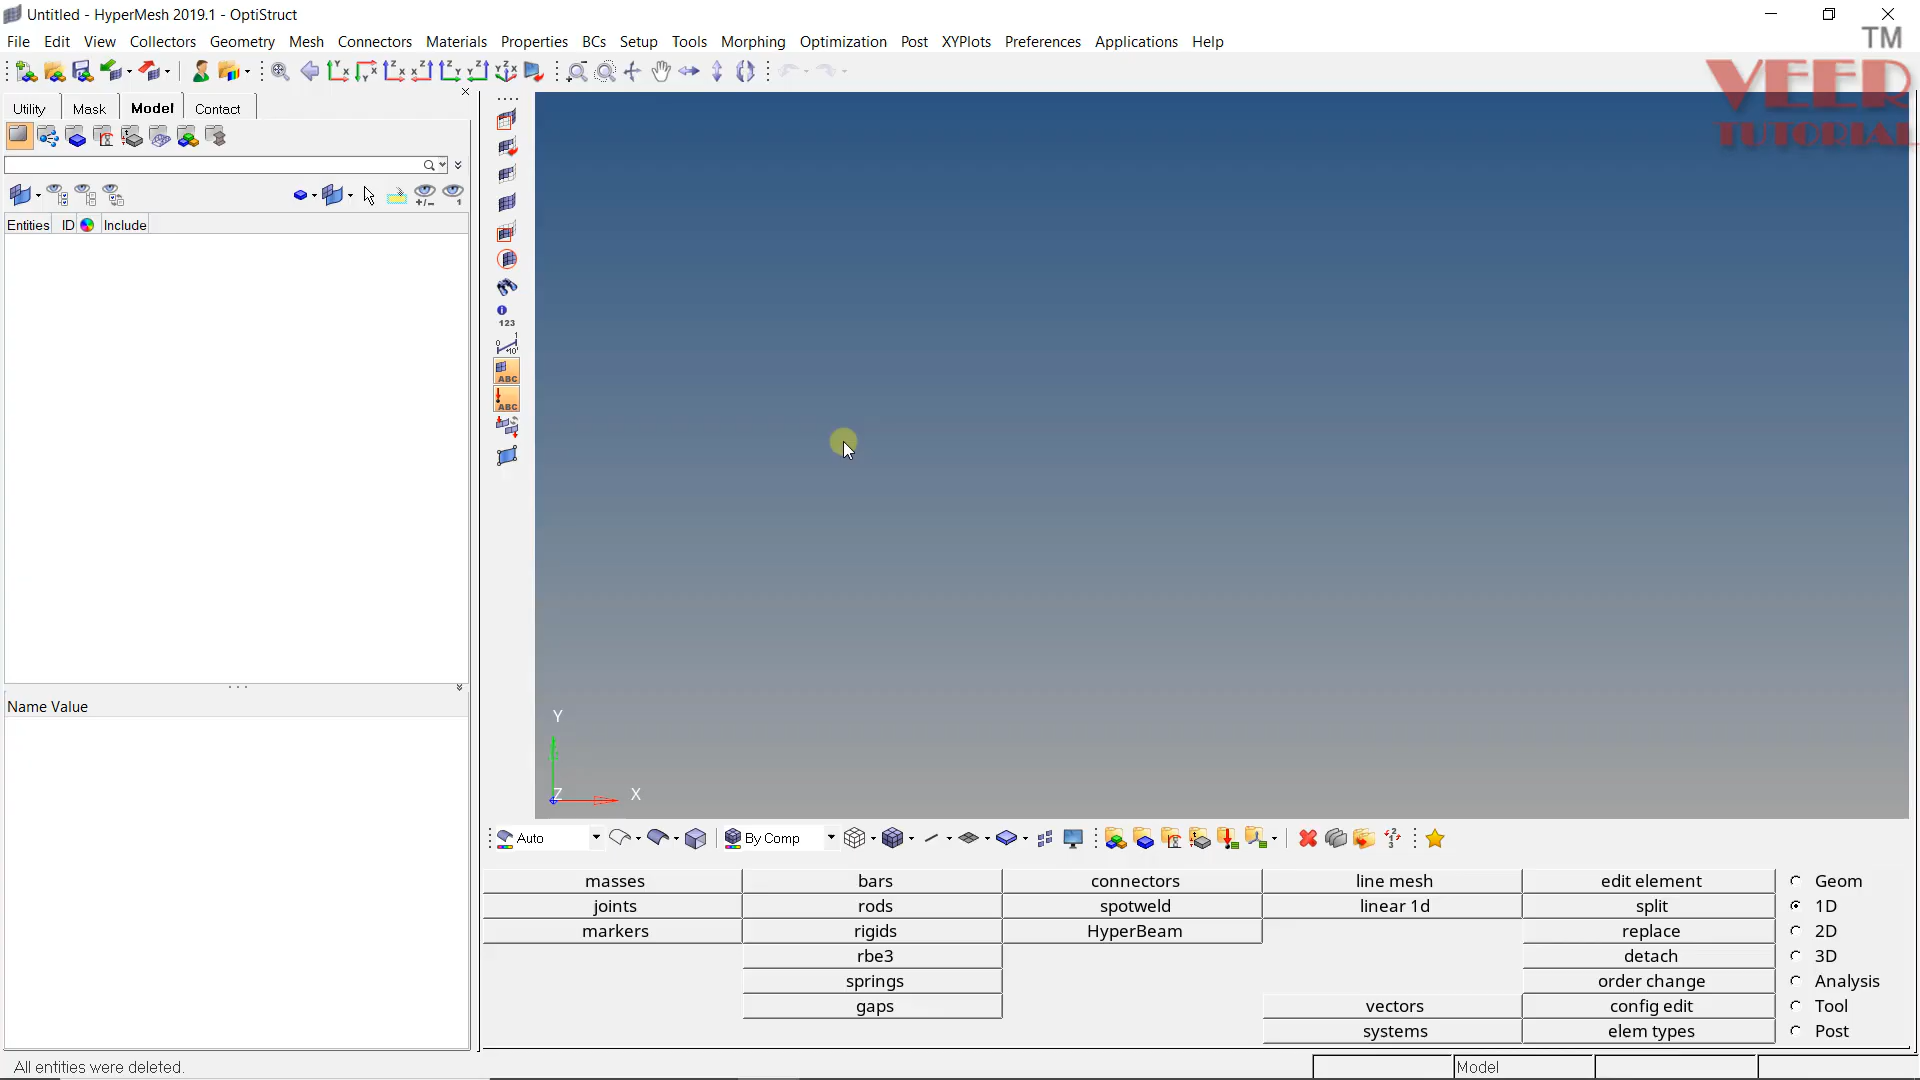 Untitled - HyperMesh 2019.1 - OptiStruct
File Edit View Collectors Geometry Mesh Connectors Materials Properties BCs Setup Tools Morphing Optimization Post XYPlots Preferences Applications Help
TM
VEER
TUTORIAL
Utility Mask Model Contact
Entities ID Include
123
ABC
ABC
Name Value
Y
Z X
Auto By Comp
masses bars connectors line mesh edit element Geom
joints rods spotweld linear 1d split 1D
markers rigids HyperBeam replace 2D
rbe3 detach 3D
springs order change Analysis
gaps vectors config edit Tool
systems elem types Post
All entities were deleted. Model